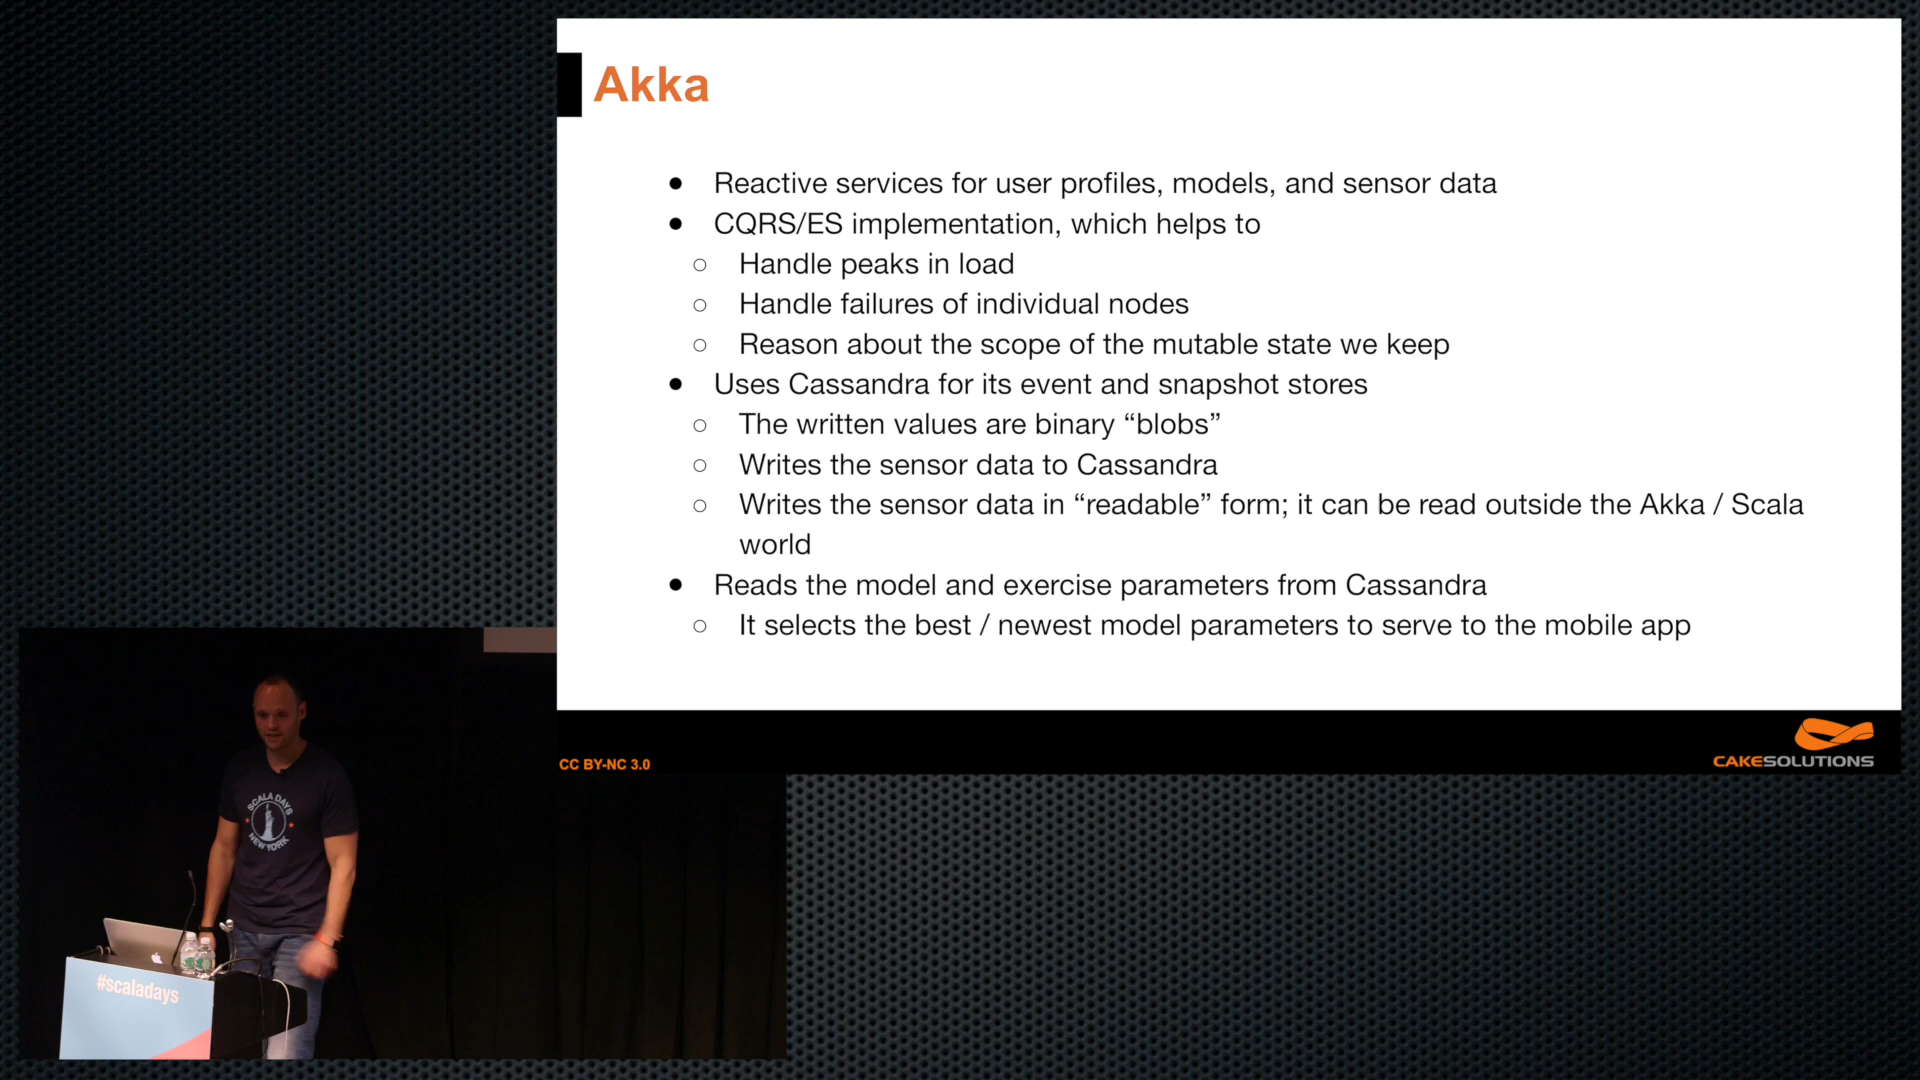 Akka
● Reactive services for user profiles, models, and sensor data
● CQRS/ES implementation, which helps to
○ Handle peaks in load
○ Handle failures of individual nodes
○ Reason about the scope of the mutable state we keep
● Uses Cassandra for its event and snapshot stores
○ The written values are binary “blobs”
○ Writes the sensor data to Cassandra
○ Writes the sensor data in “readable” form; it can be read outside the Akka / Scala
world
● Reads the model and exercise parameters from Cassandra
○ It selects the best / newest model parameters to serve to the mobile app
CC BY-NC 3.0
CAKESOLUTIONS
SCALA DAYS
NEW YORK
#scaladays